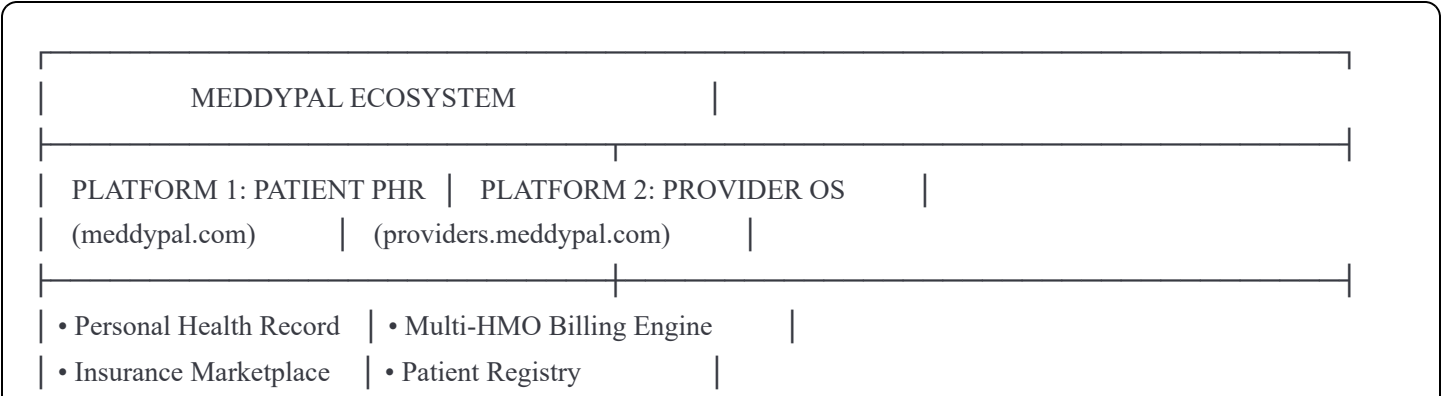 MEDDYPAL ECOSYSTEM
PLATFORM 1: PATIENT PHR │ PLATFORM 2: PROVIDER OS
(meddypal.com) │ (providers.meddypal.com)
• Personal Health Record │ • Multi-HMO Billing Engine
• Insurance Marketplace │ • Patient Registry